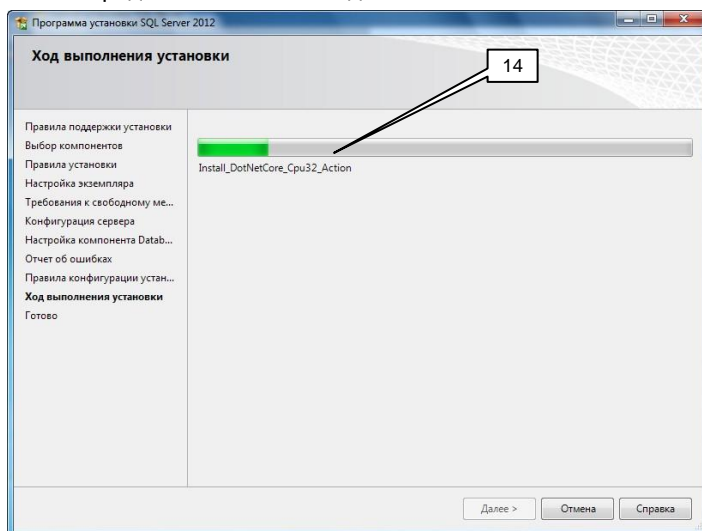 Программа установки SQL Server 2012
Ход выполнения установки
14
Правила поддержки установки
Выбор компонентов
Правила установки
Настройка экземпляра
Требования к свободному ме...
Конфигурация сервера
Настройка компонента Datab...
Отчет об ошибках
Правила конфигурации устан...
Ход выполнения установки
Готово
Install_DotNetCore_Cpu32_Action
Далее >
Отмена
Справка